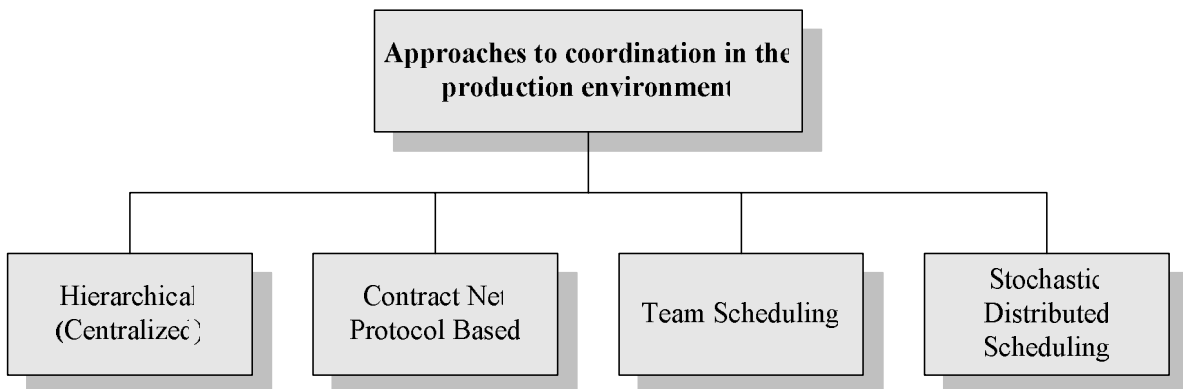 Approaches to coordination in the
production environment
Hierarchical
(Centralized)
Contract Net
Protocol Based
Team Scheduling
Stochastic
Distributed
Scheduling